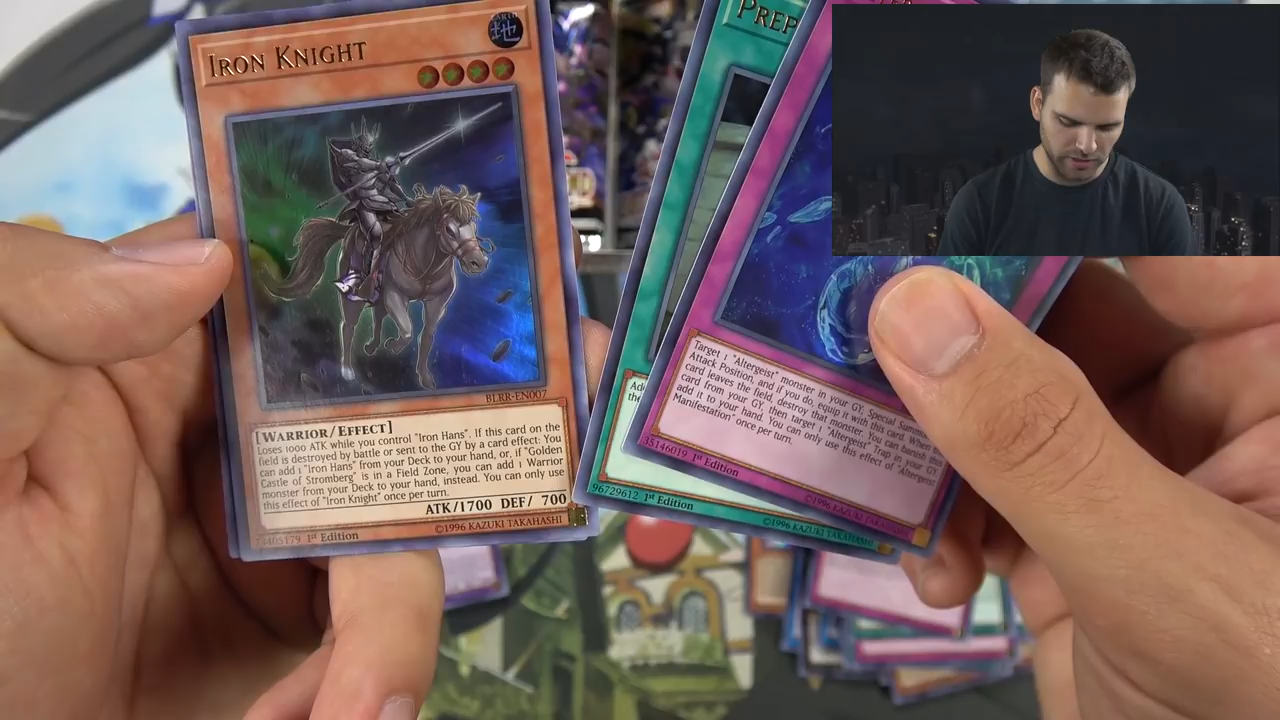 IRON KNIGHT
BLRR-EN007
[WARRIOR/EFFECT]
Loses 1000 ATK while you control "Iron Hans". If this card on the
field is destroyed by battle or sent to the GY by a card effect: You
can add 1 "Iron Hans" from your Deck to your hand, or, if "Golden
Castle of Stromberg" is in a Field Zone, you can add 1 Warrior
monster from your Deck to your hand, instead. You can only use
this effect of "Iron Knight" once per turn.
ATK/1700 DEF/ 700
1st Edition
©1996 KAZUKI TAKAHASHI
PREP
Ad
the
96729612 1st Edition
©1996 KAZUKI TAKAHASHI
Target 1 "Altergeist" monster in your GY; Special Summon
Attack Position, and if you do, equip it with this card. When
card leaves the field, destroy that monster. You can banish this
card from your GY, then target 1 "Altergeist" Trap in your GY;
add it to your hand. You can only use this effect of "Altergeist
Manifestation" once per turn.
35146019 1st Edition
©1996 KAZUKI TAKAHASHI